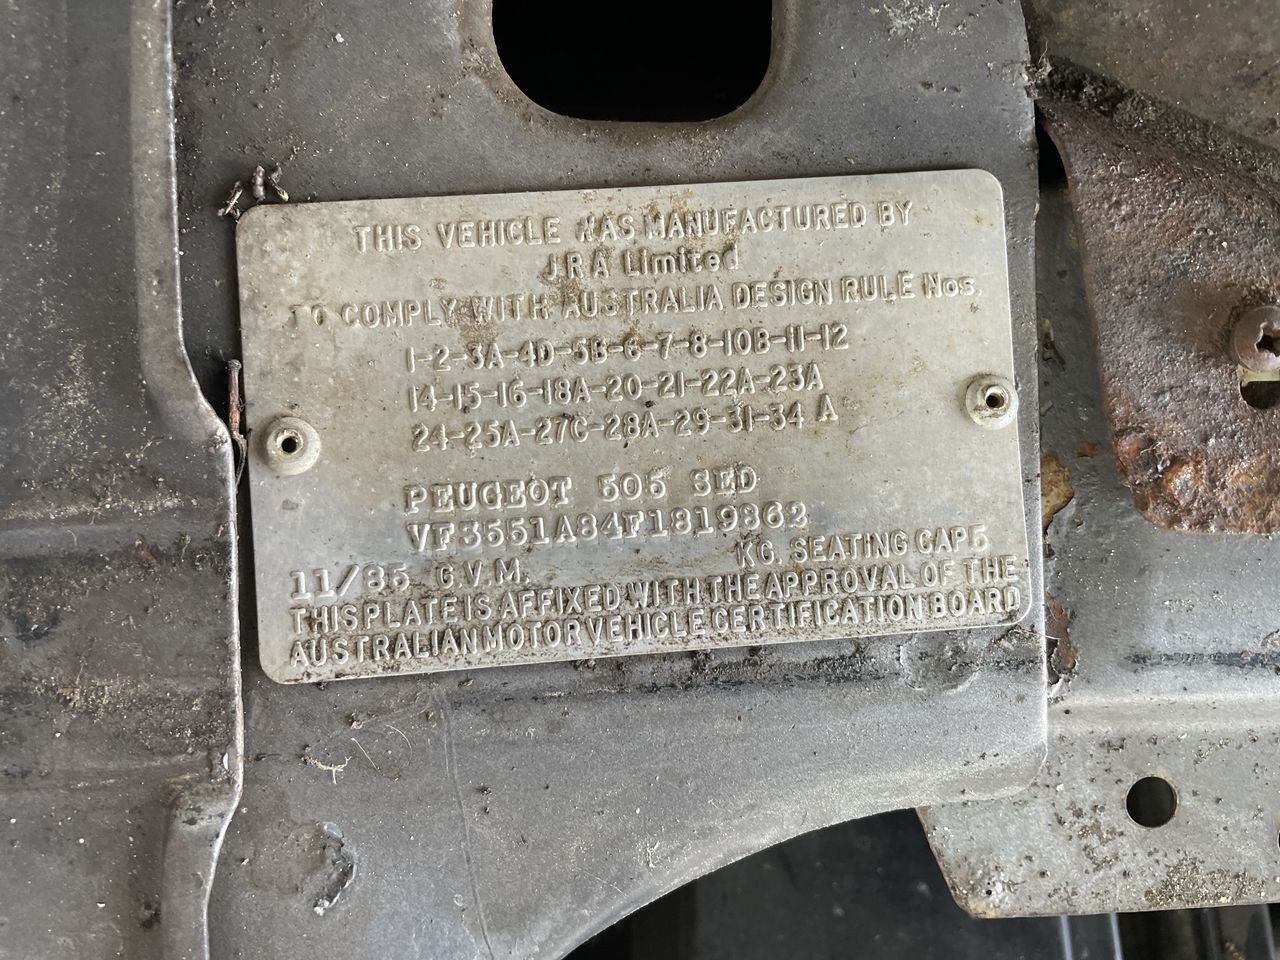 THIS VEHICLE WAS MANUFACTURED BY
JRA Limited
TO COMPLY WITH AUSTRALIA DESIGN RULE Nos
1-2-3A-4D-5B-6-7-8-10B-11-12
14-15-16-18A-20-21-22A-23A
24-25A-27C-28A-29-31-34 A
PEUGEOT 505 SED
VF3551A84F1819862
KG. SEATING CAP5
11/85 G.V.M.
THIS PLATE IS AFFIXED WITH THE APPROVAL OF THE
AUSTRALIAN MOTOR VEHICLE CERTIFICATION BOARD